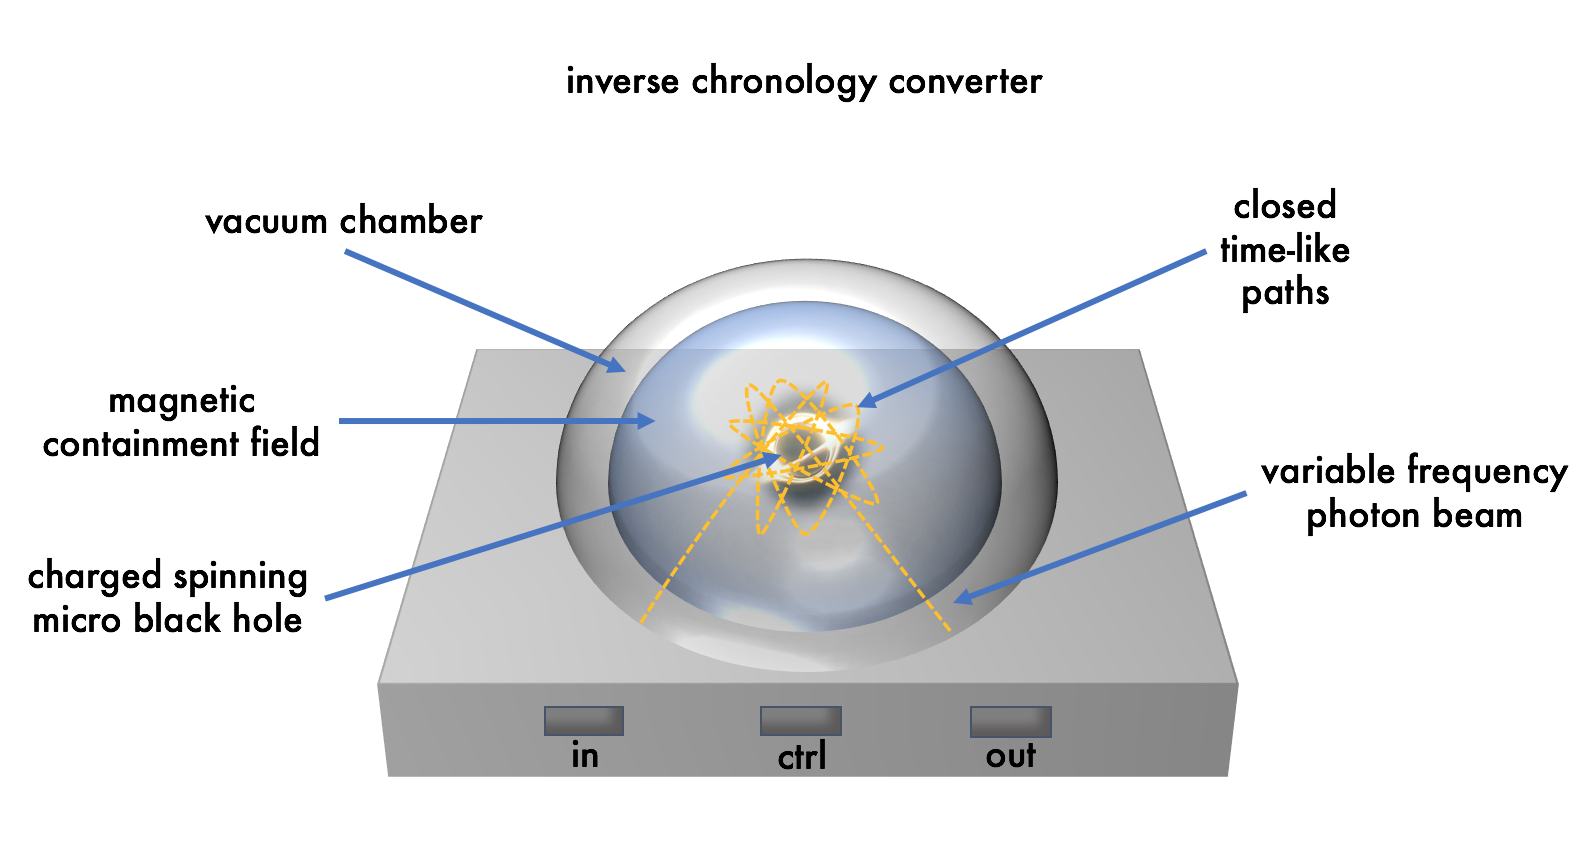 inverse chronology converter
vacuum chamber
closed
time-like
paths
magnetic
containment field
variable frequency
photon beam
charged spinning
micro black hole
in
ctrl
out